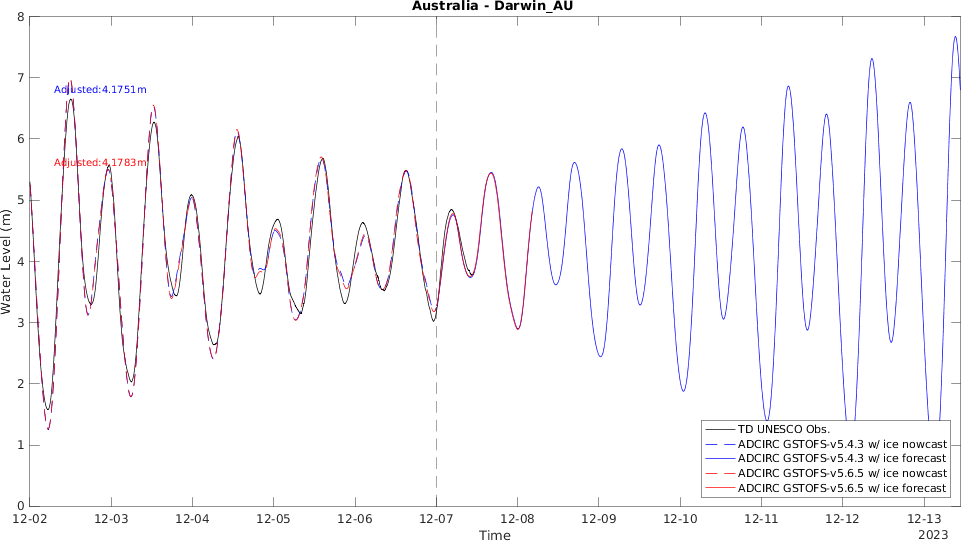 Australia - Darwin_AU
8
7
6
5
4
3
2
1
0
Water Level (m)
Adjusted:4.1751m
Adjusted:4.1783m
TD UNESCO Obs.
ADCIRC GSTOFS-v5.4.3 w/ ice nowcast
ADCIRC GSTOFS-v5.4.3 w/ ice forecast
ADCIRC GSTOFS-v5.6.5 w/ ice nowcast
ADCIRC GSTOFS-v5.6.5 w/ ice forecast
12-02 12-03 12-04 12-05 12-06 12-07 12-08 12-09 12-10 12-11 12-12 12-13
Time
2023